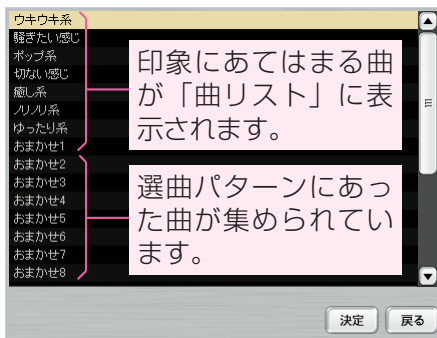 ウキウキ系
騒ぎたい感じ
ポップ系
切ない感じ
癒し系
ノリノリ系
ゆったり系
おまかせ1
おまかせ2
おまかせ3
おまかせ4
おまかせ5
おまかせ6
おまかせ7
おまかせ8
印象にあてはまる曲
が「曲リスト」に表
示されます。
選曲パターンにあっ
た曲が集められてい
ます。
決定
戻る